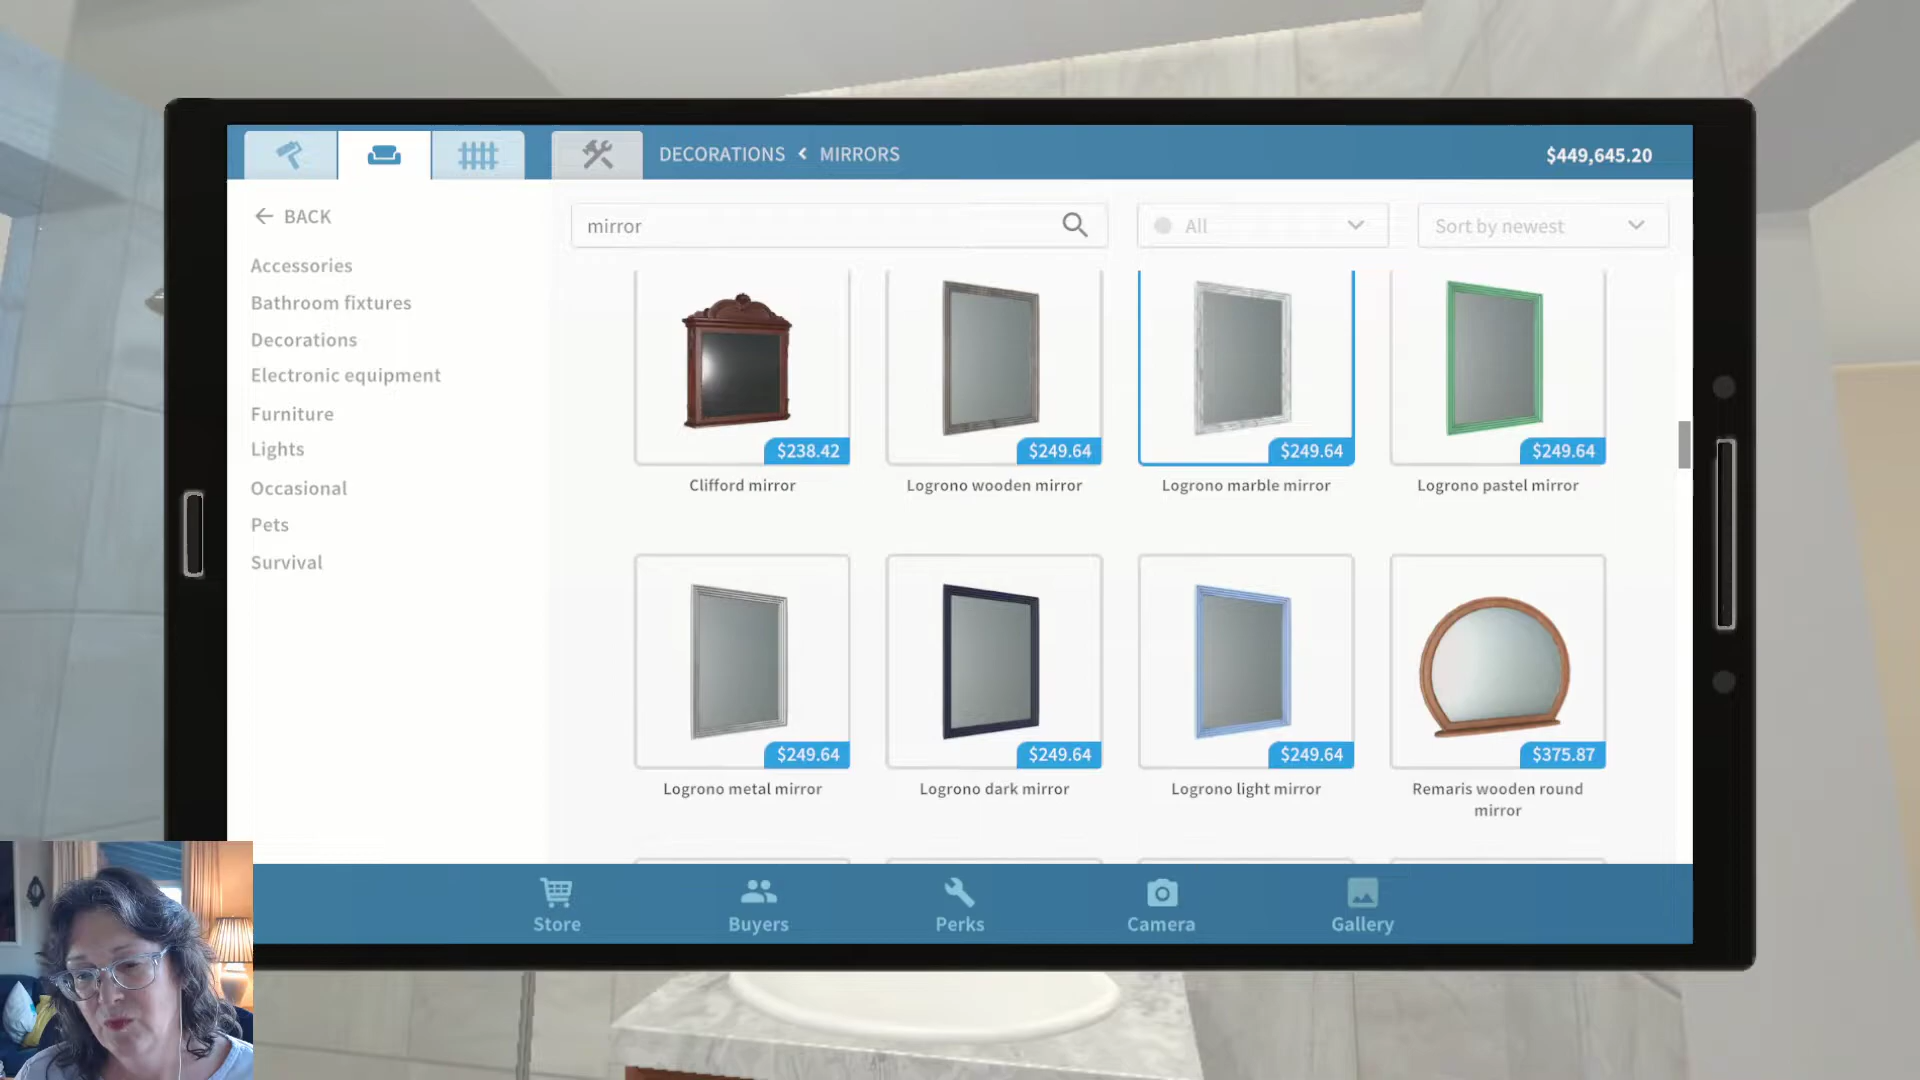 DECORATIONS < MIRRORS
$449,645.20
BACK
mirror
All
Sort by newest
Accessories
Bathroom fixtures
Decorations
Electronic equipment
Furniture
Lights
Occasional
Pets
Survival
$238.42
$249.64
$249.64
$249.64
Clifford mirror
Logrono wooden mirror
Logrono marble mirror
Logrono pastel mirror
$249.64
$249.64
$249.64
$375.87
Logrono metal mirror
Logrono dark mirror
Logrono light mirror
Remaris wooden round
mirror
Store
Buyers
Perks
Camera
Gallery